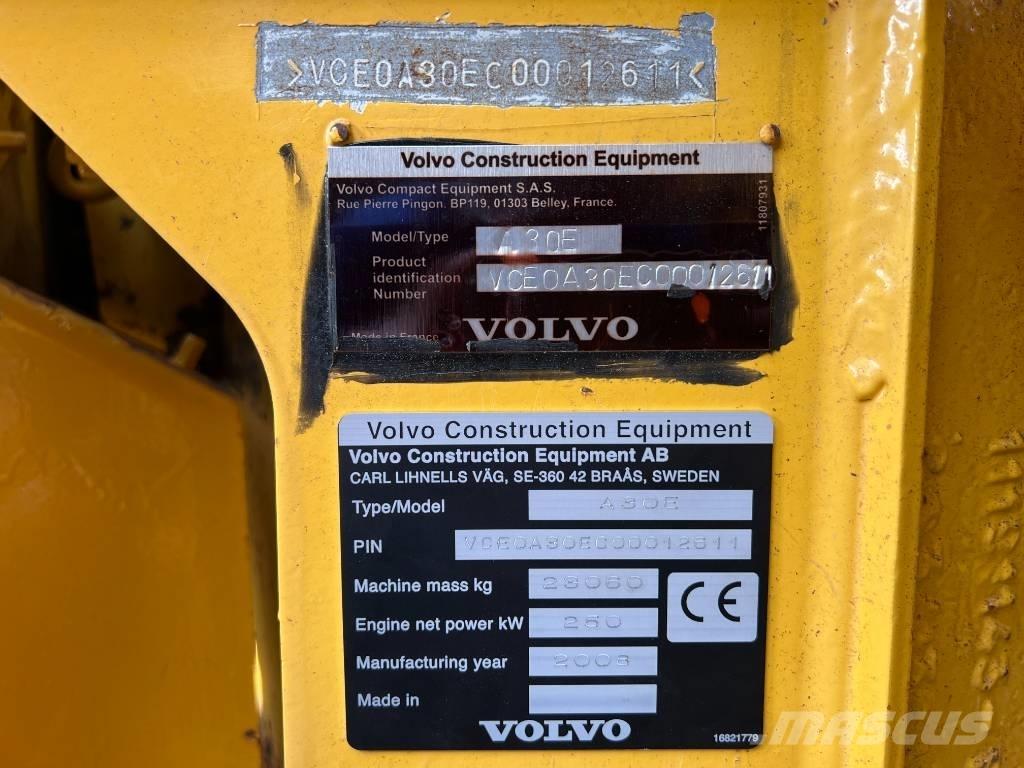 >VCE0A30EC00012611<
Volvo Construction Equipment
Volvo Compact Equipment S.A.S.
Rue Pierre Pingon. BP119, 01303 Belley, France.
11807931
Model/Type A30E
Product
identification VCE0A30EC00012611
Number
Made in France
VOLVO
Volvo Construction Equipment
Volvo Construction Equipment AB
CARL LIHNELLS VÄG, SE-360 42 BRAÅS, SWEDEN
Type/Model A30E
PIN VCE0A30EC00012611
Machine mass kg 23060
CE
Engine net power kW 250
Manufacturing year 2008
Made in
VOLVO
16821779
MASCUS